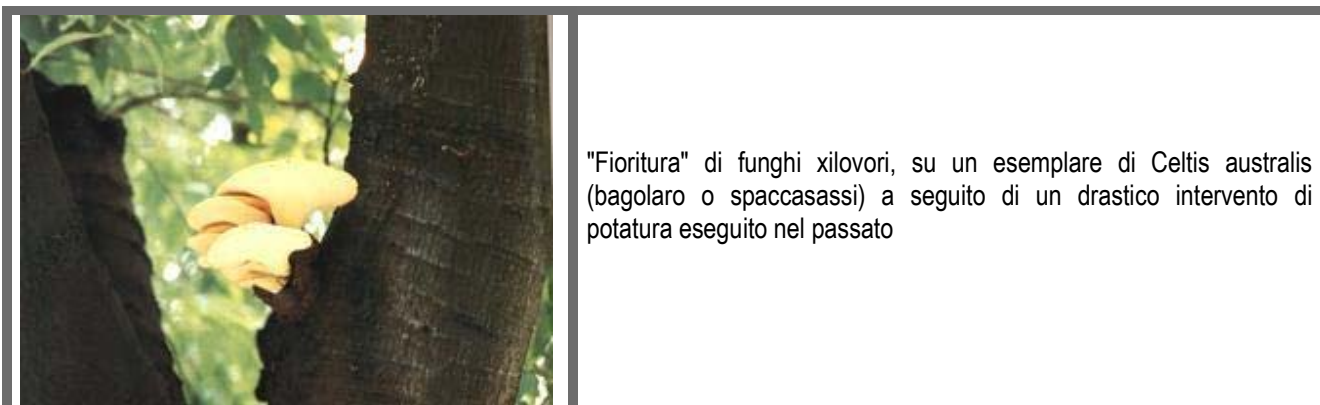 "Fioritura" di funghi xilovori, su un esemplare di Celtis australis
(bagolaro o spaccasassi) a seguito di un drastico intervento di
potatura eseguito nel passato